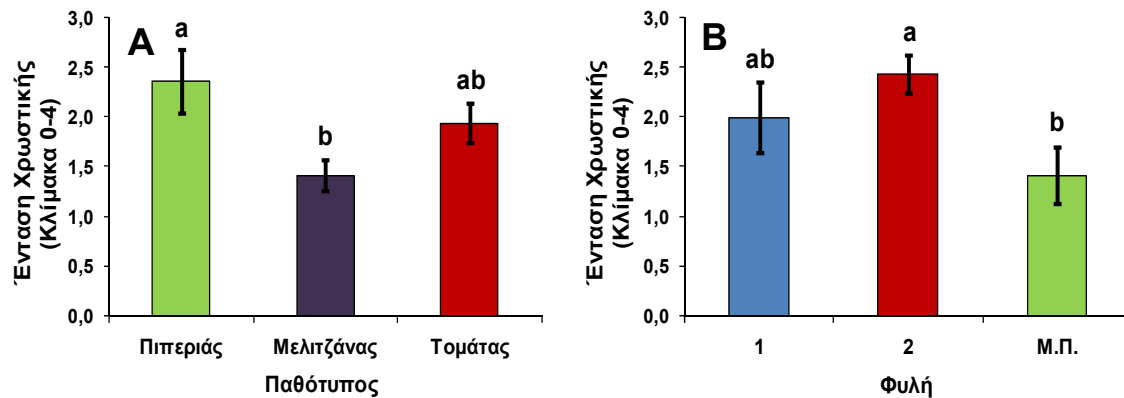 A
Ένταση Χρωστικής
(Κλίμακα 0-4)
3,0
2,5
2,0
1,5
1,0
0,5
0,0
a
b
ab
Πιπεριάς Μελιτζάνας Τομάτας
Παθότυπος
B
Ένταση Χρωστικής
(Κλίμακα 0-4)
3,0
2,5
2,0
1,5
1,0
0,5
0,0
ab
a
b
1 2 Μ.Π.
Φυλή